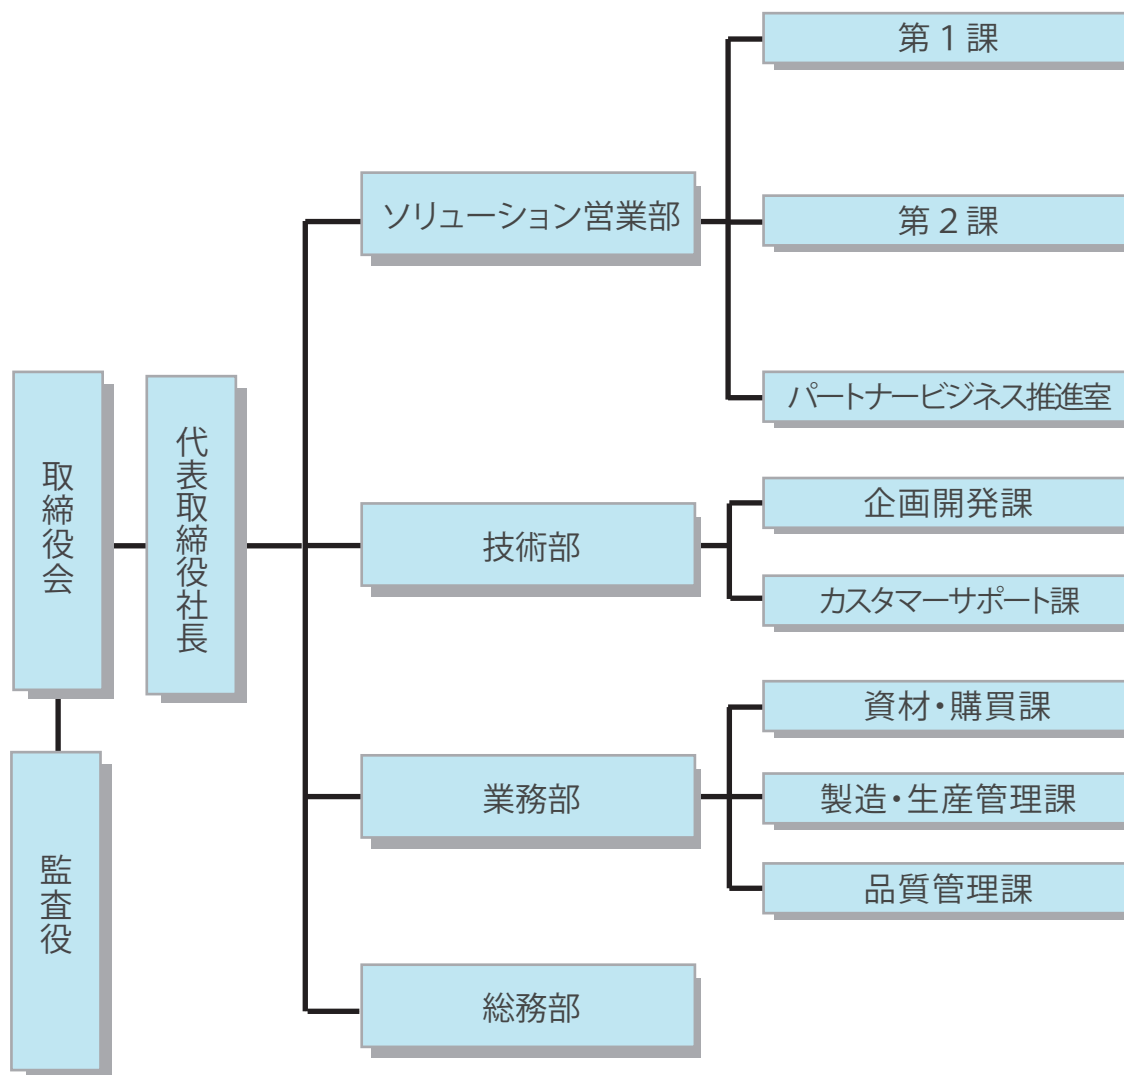 取締役会
監査役
代表取締役社長
ソリューション営業部
第１課
第２課
パートナービジネス推進室
技術部
企画開発課
カスタマーサポート課
業務部
資材・購買課
製造・生産管理課
品質管理課
総務部